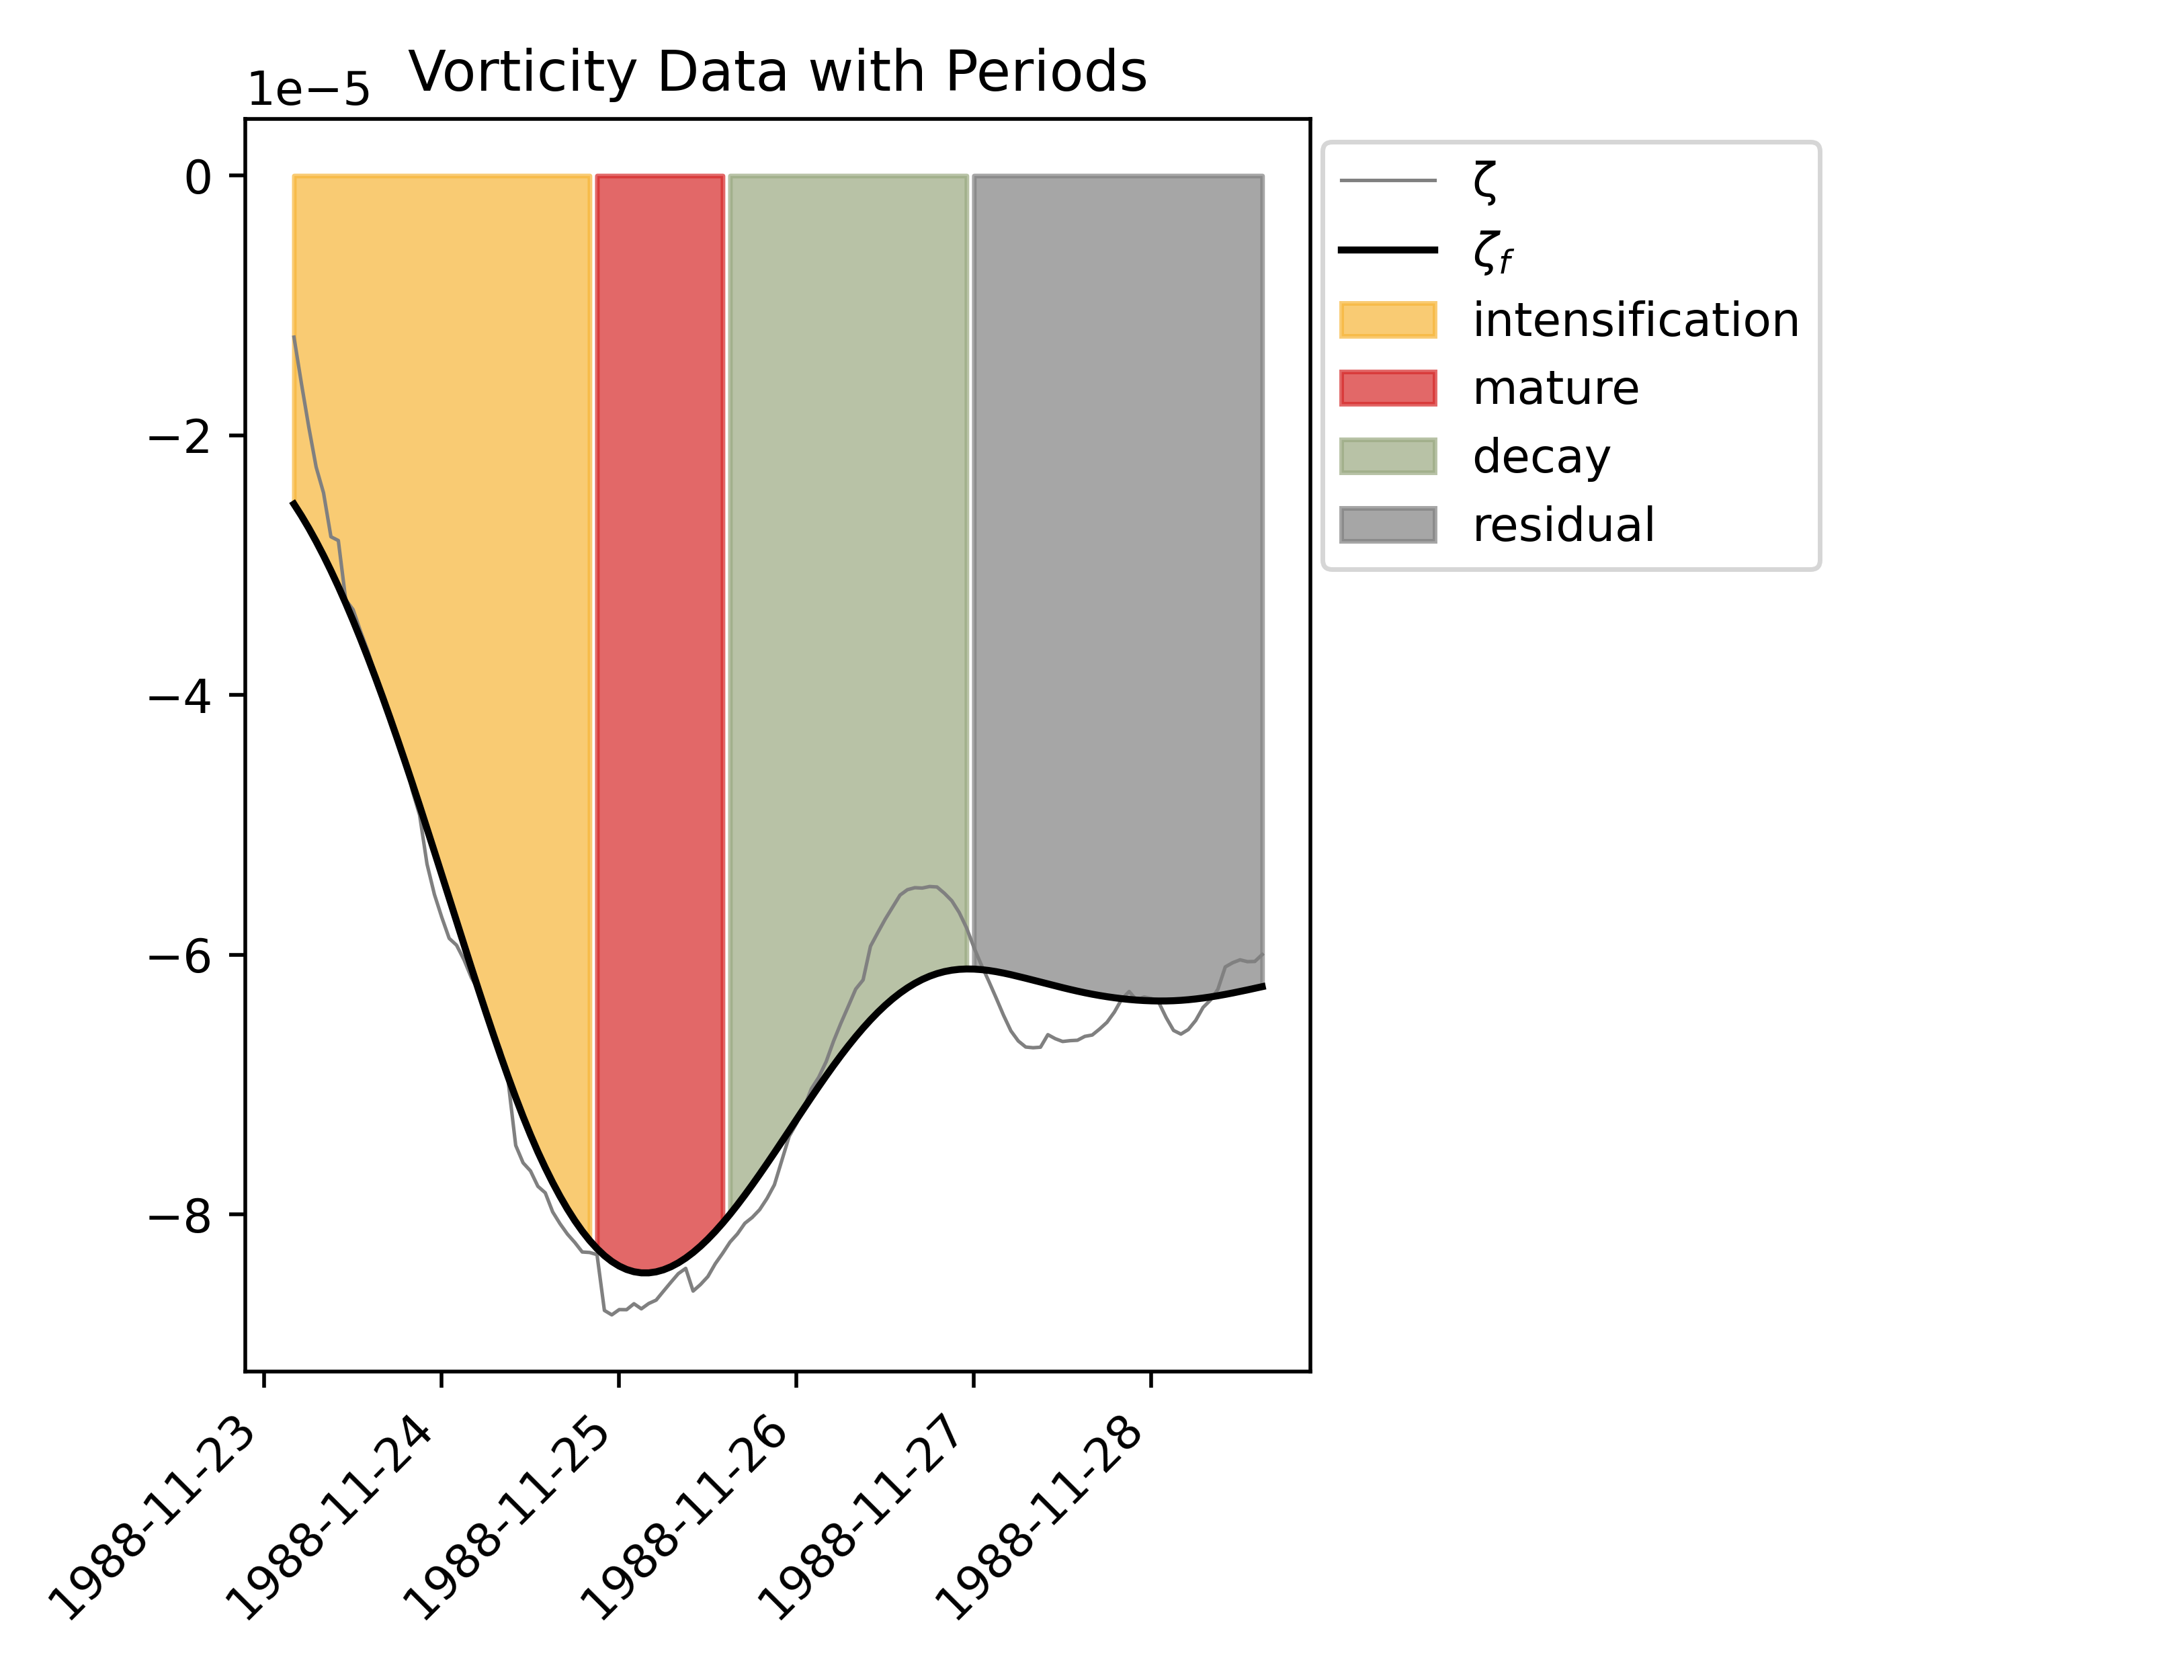 Vorticity Data with Periods
1e−5
0
−2
−4
−6
−8
1988-11-23
1988-11-24
1988-11-25
1988-11-26
1988-11-27
1988-11-28
ζ
ζf
intensification
mature
decay
residual